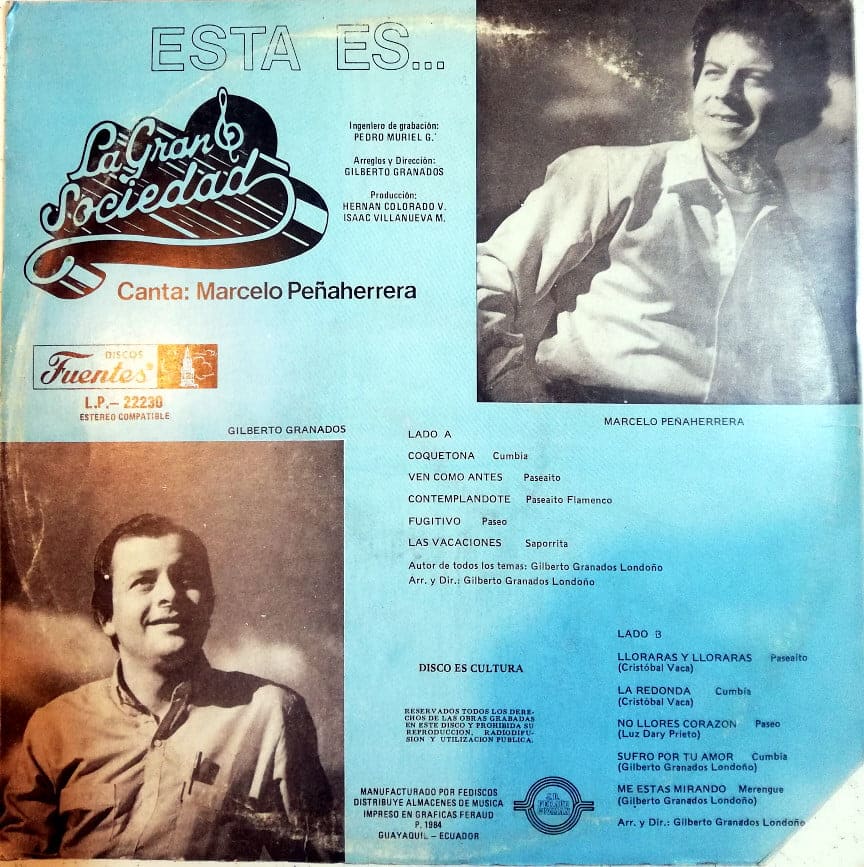 ESTA ES...
La Gran
Sociedad
Ingeniero de grabación:
PEDRO MURIEL G.
Arreglos y Dirección:
GILBERTO GRANADOS
Producción:
HERNAN COLORADO V.
ISAAC VILLANUEVA M.
Canta: Marcelo Peñaherrera
DISCOS
Fuentes
L.P.- 22230
ESTEREO COMPATIBLE
GILBERTO GRANADOS
MARCELO PEÑAHERRERA
LADO A
COQUETONA Cumbia
VEN COMO ANTES Paseaito
CONTEMPLANDOTE Paseaito Flamenco
FUGITIVO Paseo
LAS VACACIONES Saporrita
Autor de todos los temas: Gilberto Granados Londoño
Arr. y Dir.: Gilberto Granados Londoño
LADO B
LLORARAS Y LLORARAS Paseaito
(Cristóbal Vaca)
LA REDONDA Cumbia
(Cristóbal Vaca)
NO LLORES CORAZON Paseo
(Luz Dary Prieto)
SUFRO POR TU AMOR Cumbia
(Gilberto Granados Londoño)
ME ESTAS MIRANDO Merengue
(Gilberto Granados Londoño)
Arr. y Dir.: Gilberto Granados Londoño
DISCO ES CULTURA
RESERVADOS TODOS LOS DERE-
CHOS DE LAS OBRAS GRABADAS
EN ESTE DISCO Y PROHIBIDA SU
REPRODUCCION, RADIODIFU-
SION Y UTILIZACION PUBLICA.
MANUFACTURADO POR FEDISCOS
DISTRIBUYE ALMACENES DE MUSICA
IMPRESO EN GRAFICAS FERAUD
P. 1984
GUAYAQUIL - ECUADOR